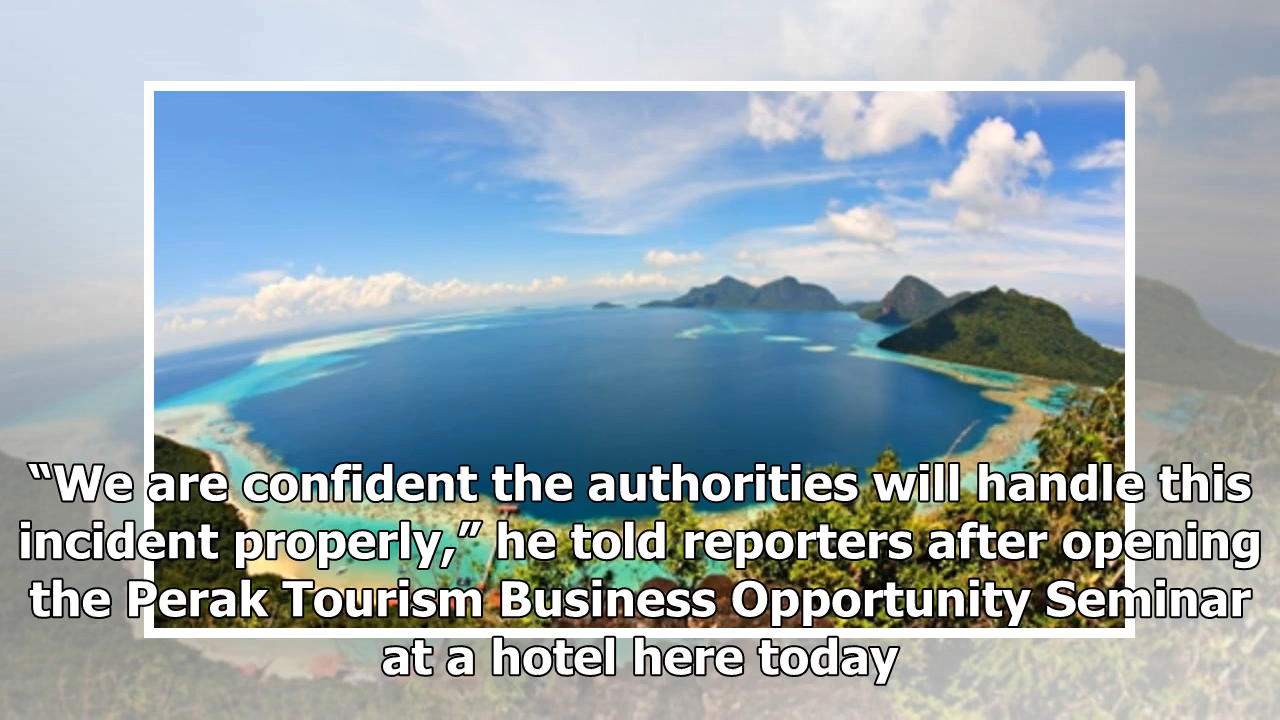 “We are confident the authorities will handle this
incident properly,” he told reporters after opening
the Perak Tourism Business Opportunity Seminar
at a hotel here today